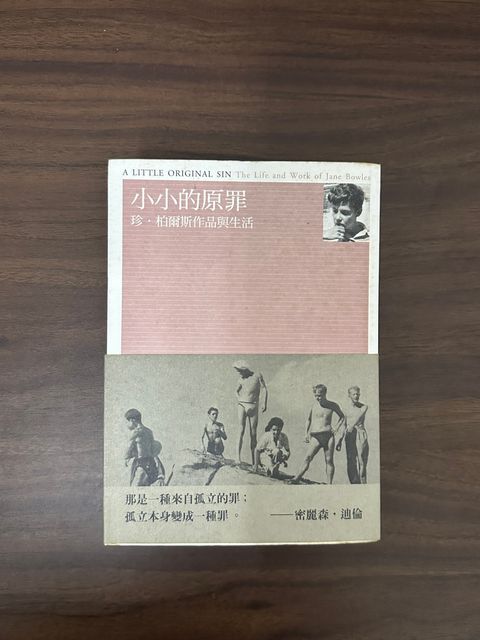 A LITTLE ORIGINAL SIN The Life and Work of Jane Bowles
小小的原罪
珍・柏爾斯作品與生活
那是一種來自孤立的罪；
孤立本身變成一種罪。 ——密麗森・迪倫